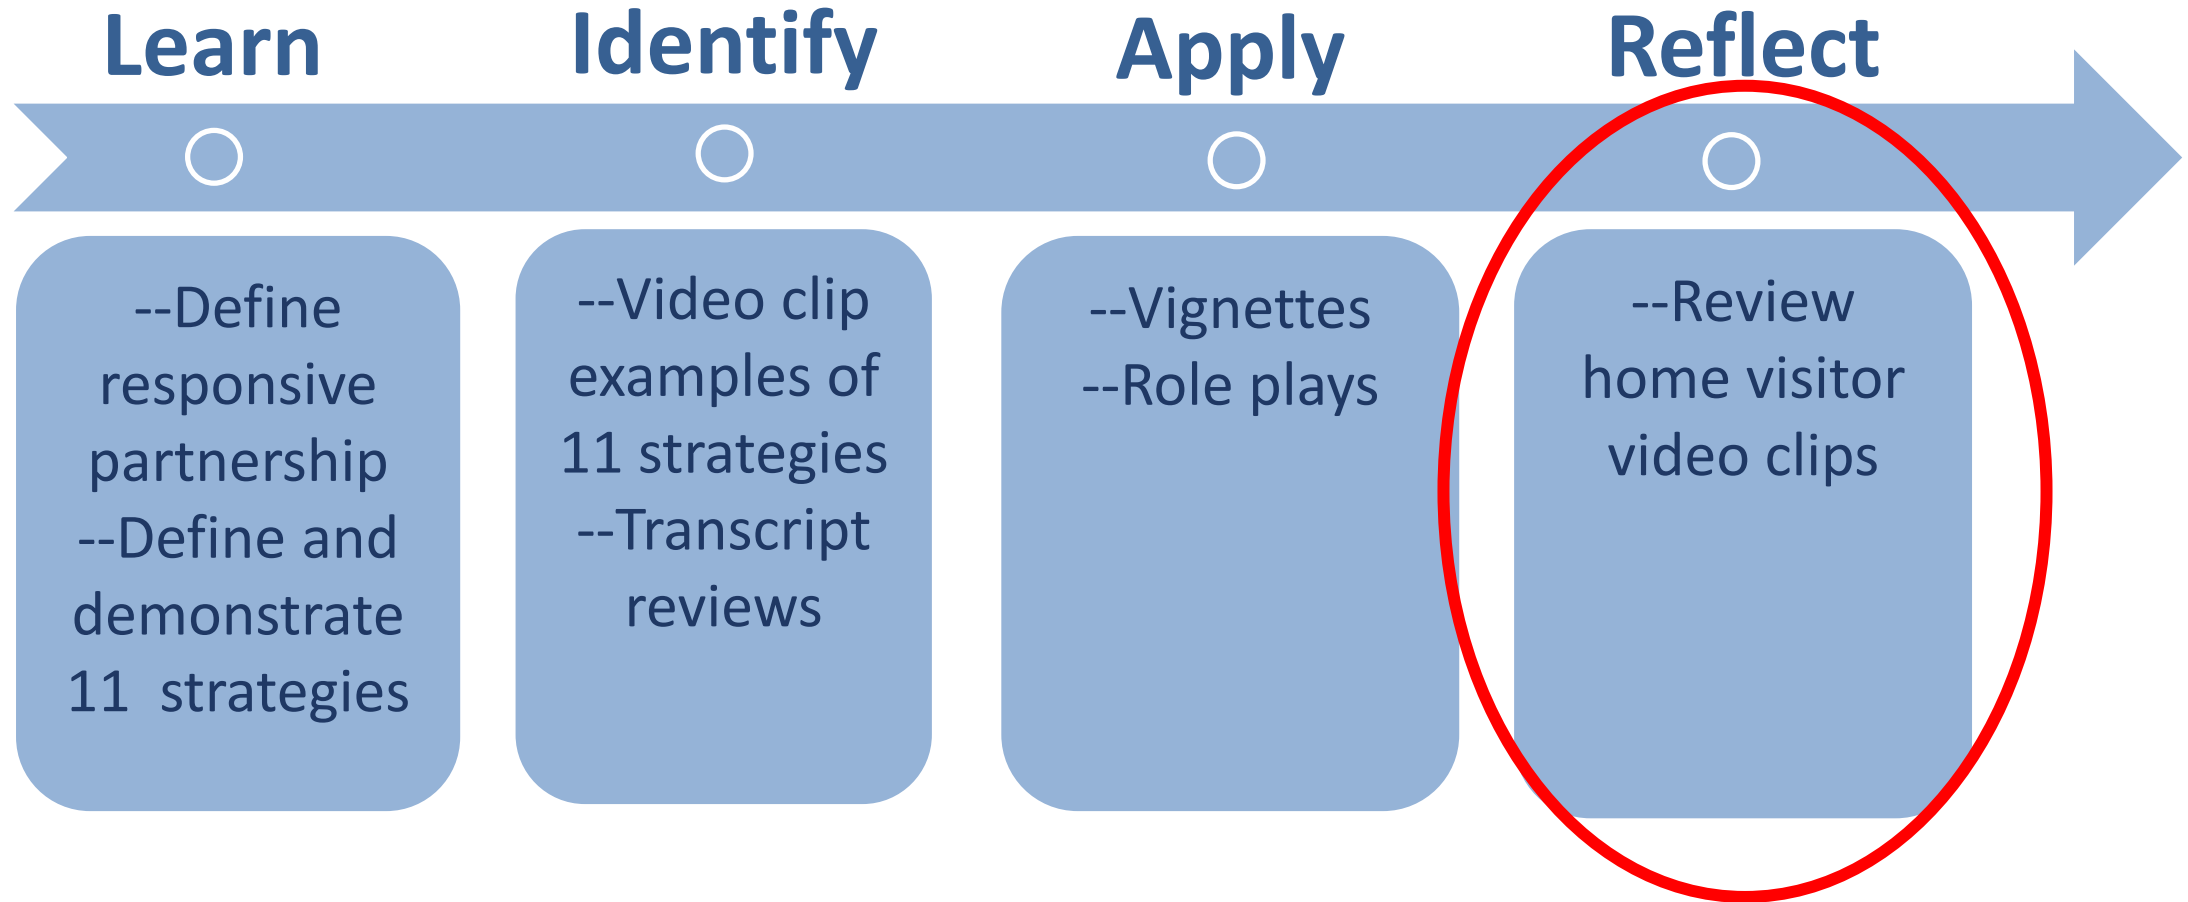 Learn
Identify
Apply
Reflect
--Define
responsive
partnership
--Define and
demonstrate
11  strategies
--Video clip
examples of
11 strategies
--Transcript
reviews
--Vignettes
--Role plays
--Review
home visitor
video clips